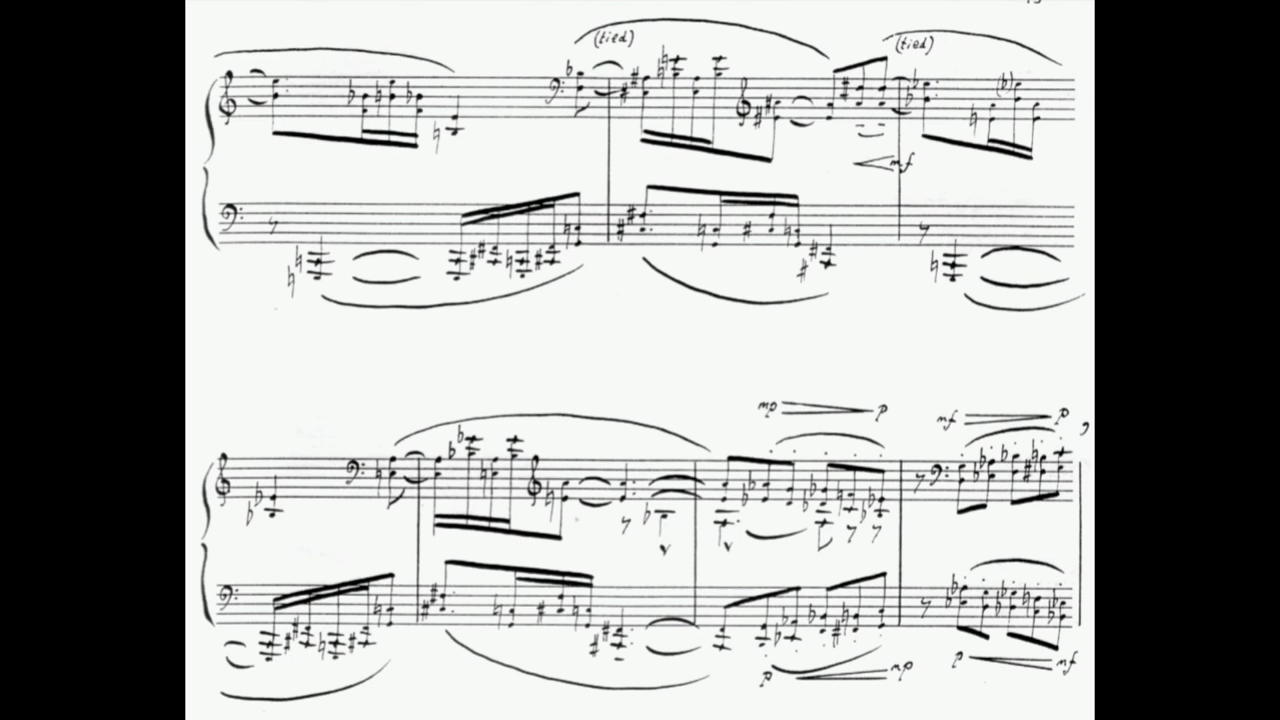 (tied)
(tied)
mf
mp p
mf p
p mp
p mf